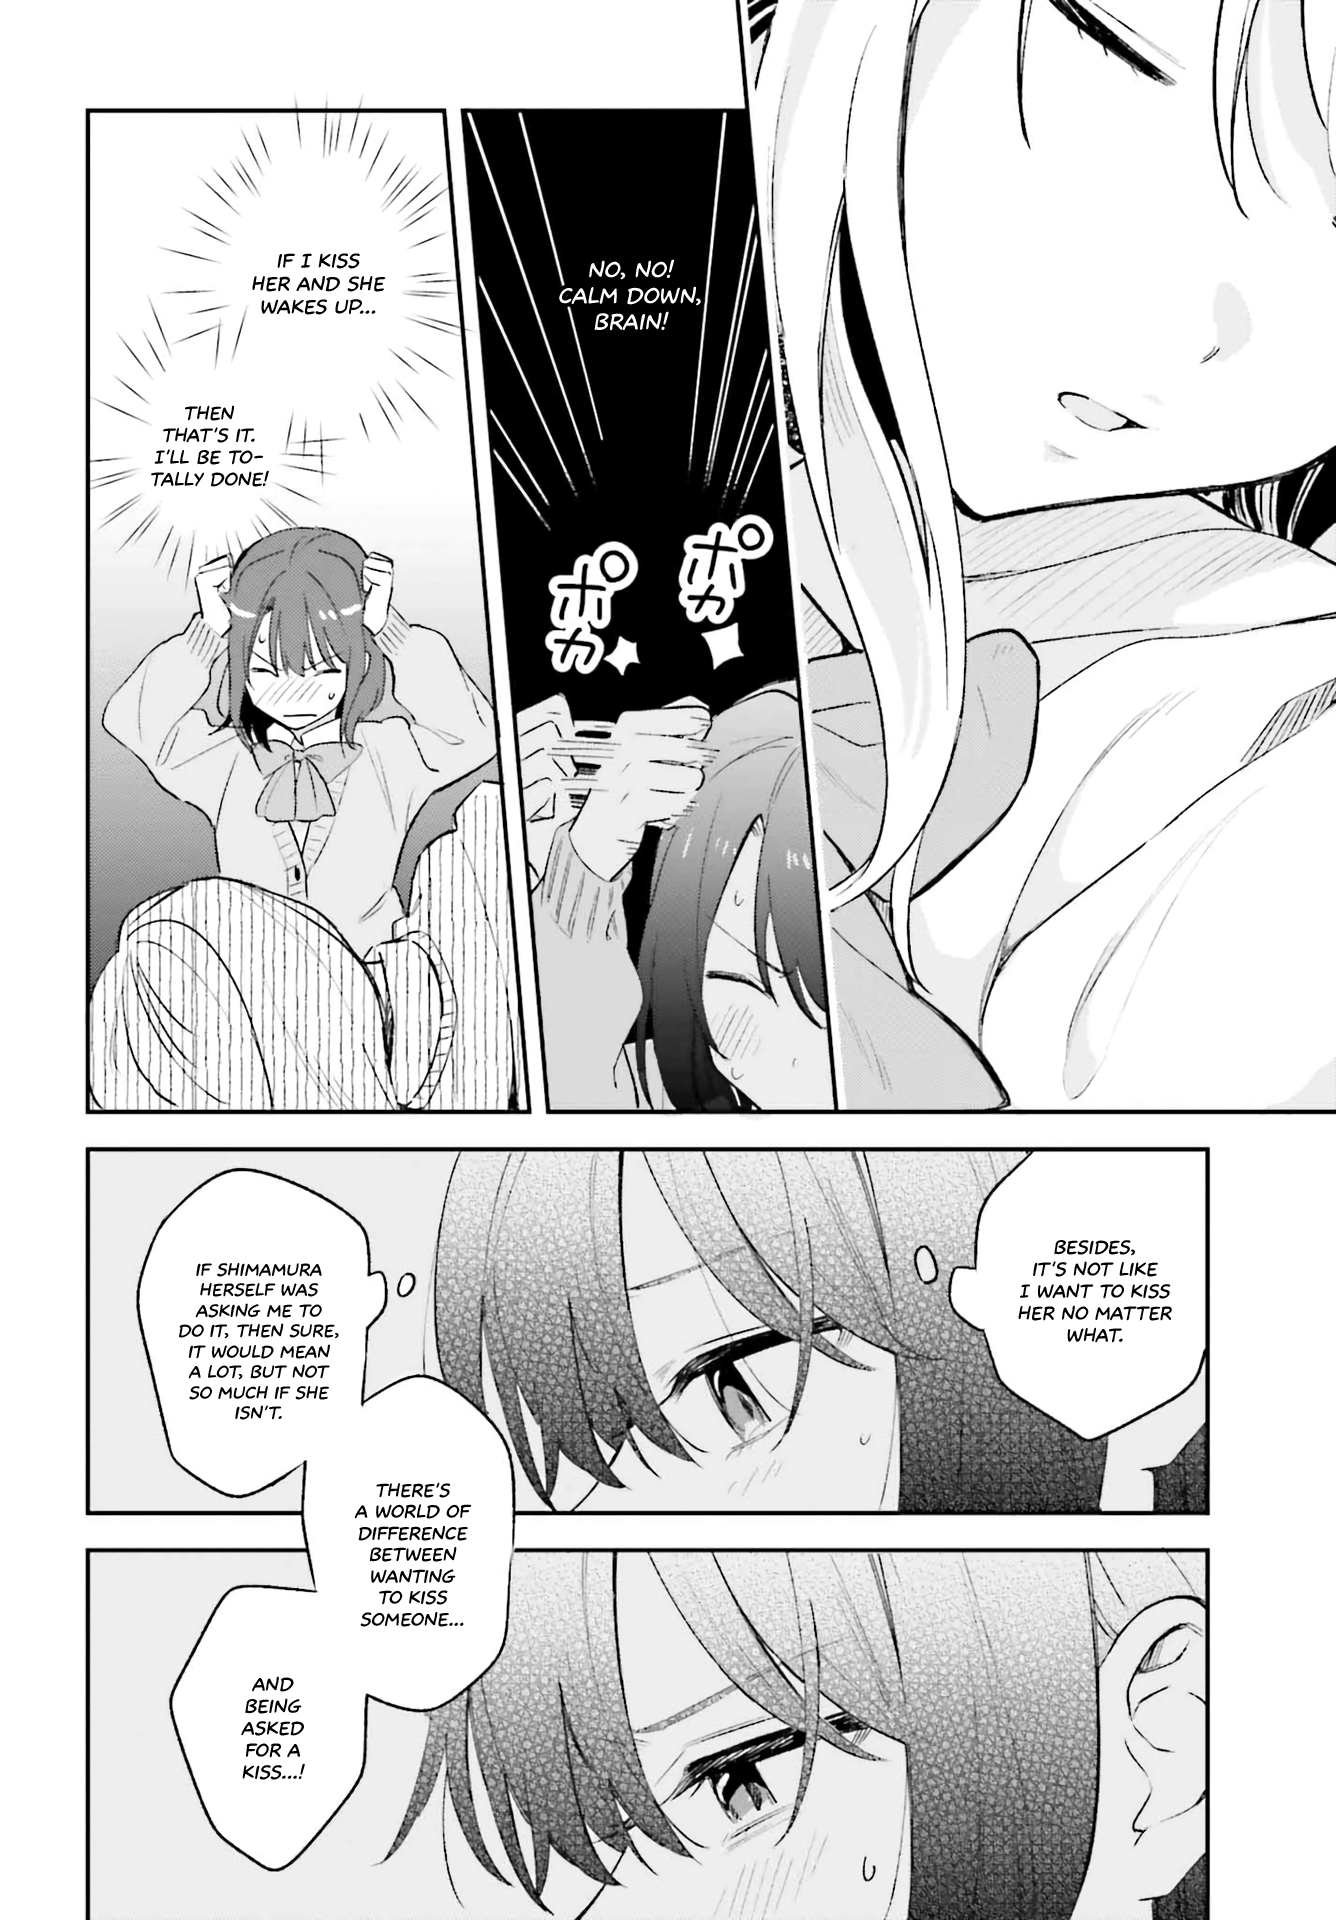 NO, NO!
CALM DOWN,
BRAIN!
ポカ
ポカ
IF I KISS
HER AND SHE
WAKES UP...
THEN
THAT'S IT.
I'LL BE TO-
TALLY DONE!
BESIDES,
IT'S NOT LIKE
I WANT TO KISS
HER NO MATTER
WHAT.
IF SHIMAMURA
HERSELF WAS
ASKING ME TO
DO IT, THEN SURE,
IT WOULD MEAN
A LOT, BUT NOT
SO MUCH IF SHE
ISN'T.
THERE'S
A WORLD OF
DIFFERENCE
BETWEEN
WANTING
TO KISS
SOMEONE...
AND
BEING
ASKED
FOR A
KISS...!